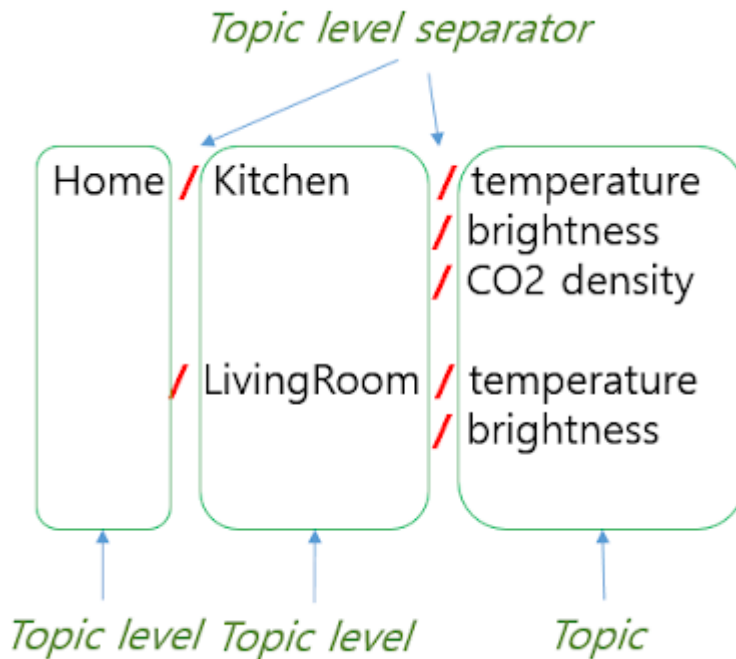 Topic level separator
Home / Kitchen / temperature
/ brightness
/ CO2 density
/ LivingRoom / temperature
/ brightness
Topic level Topic level Topic